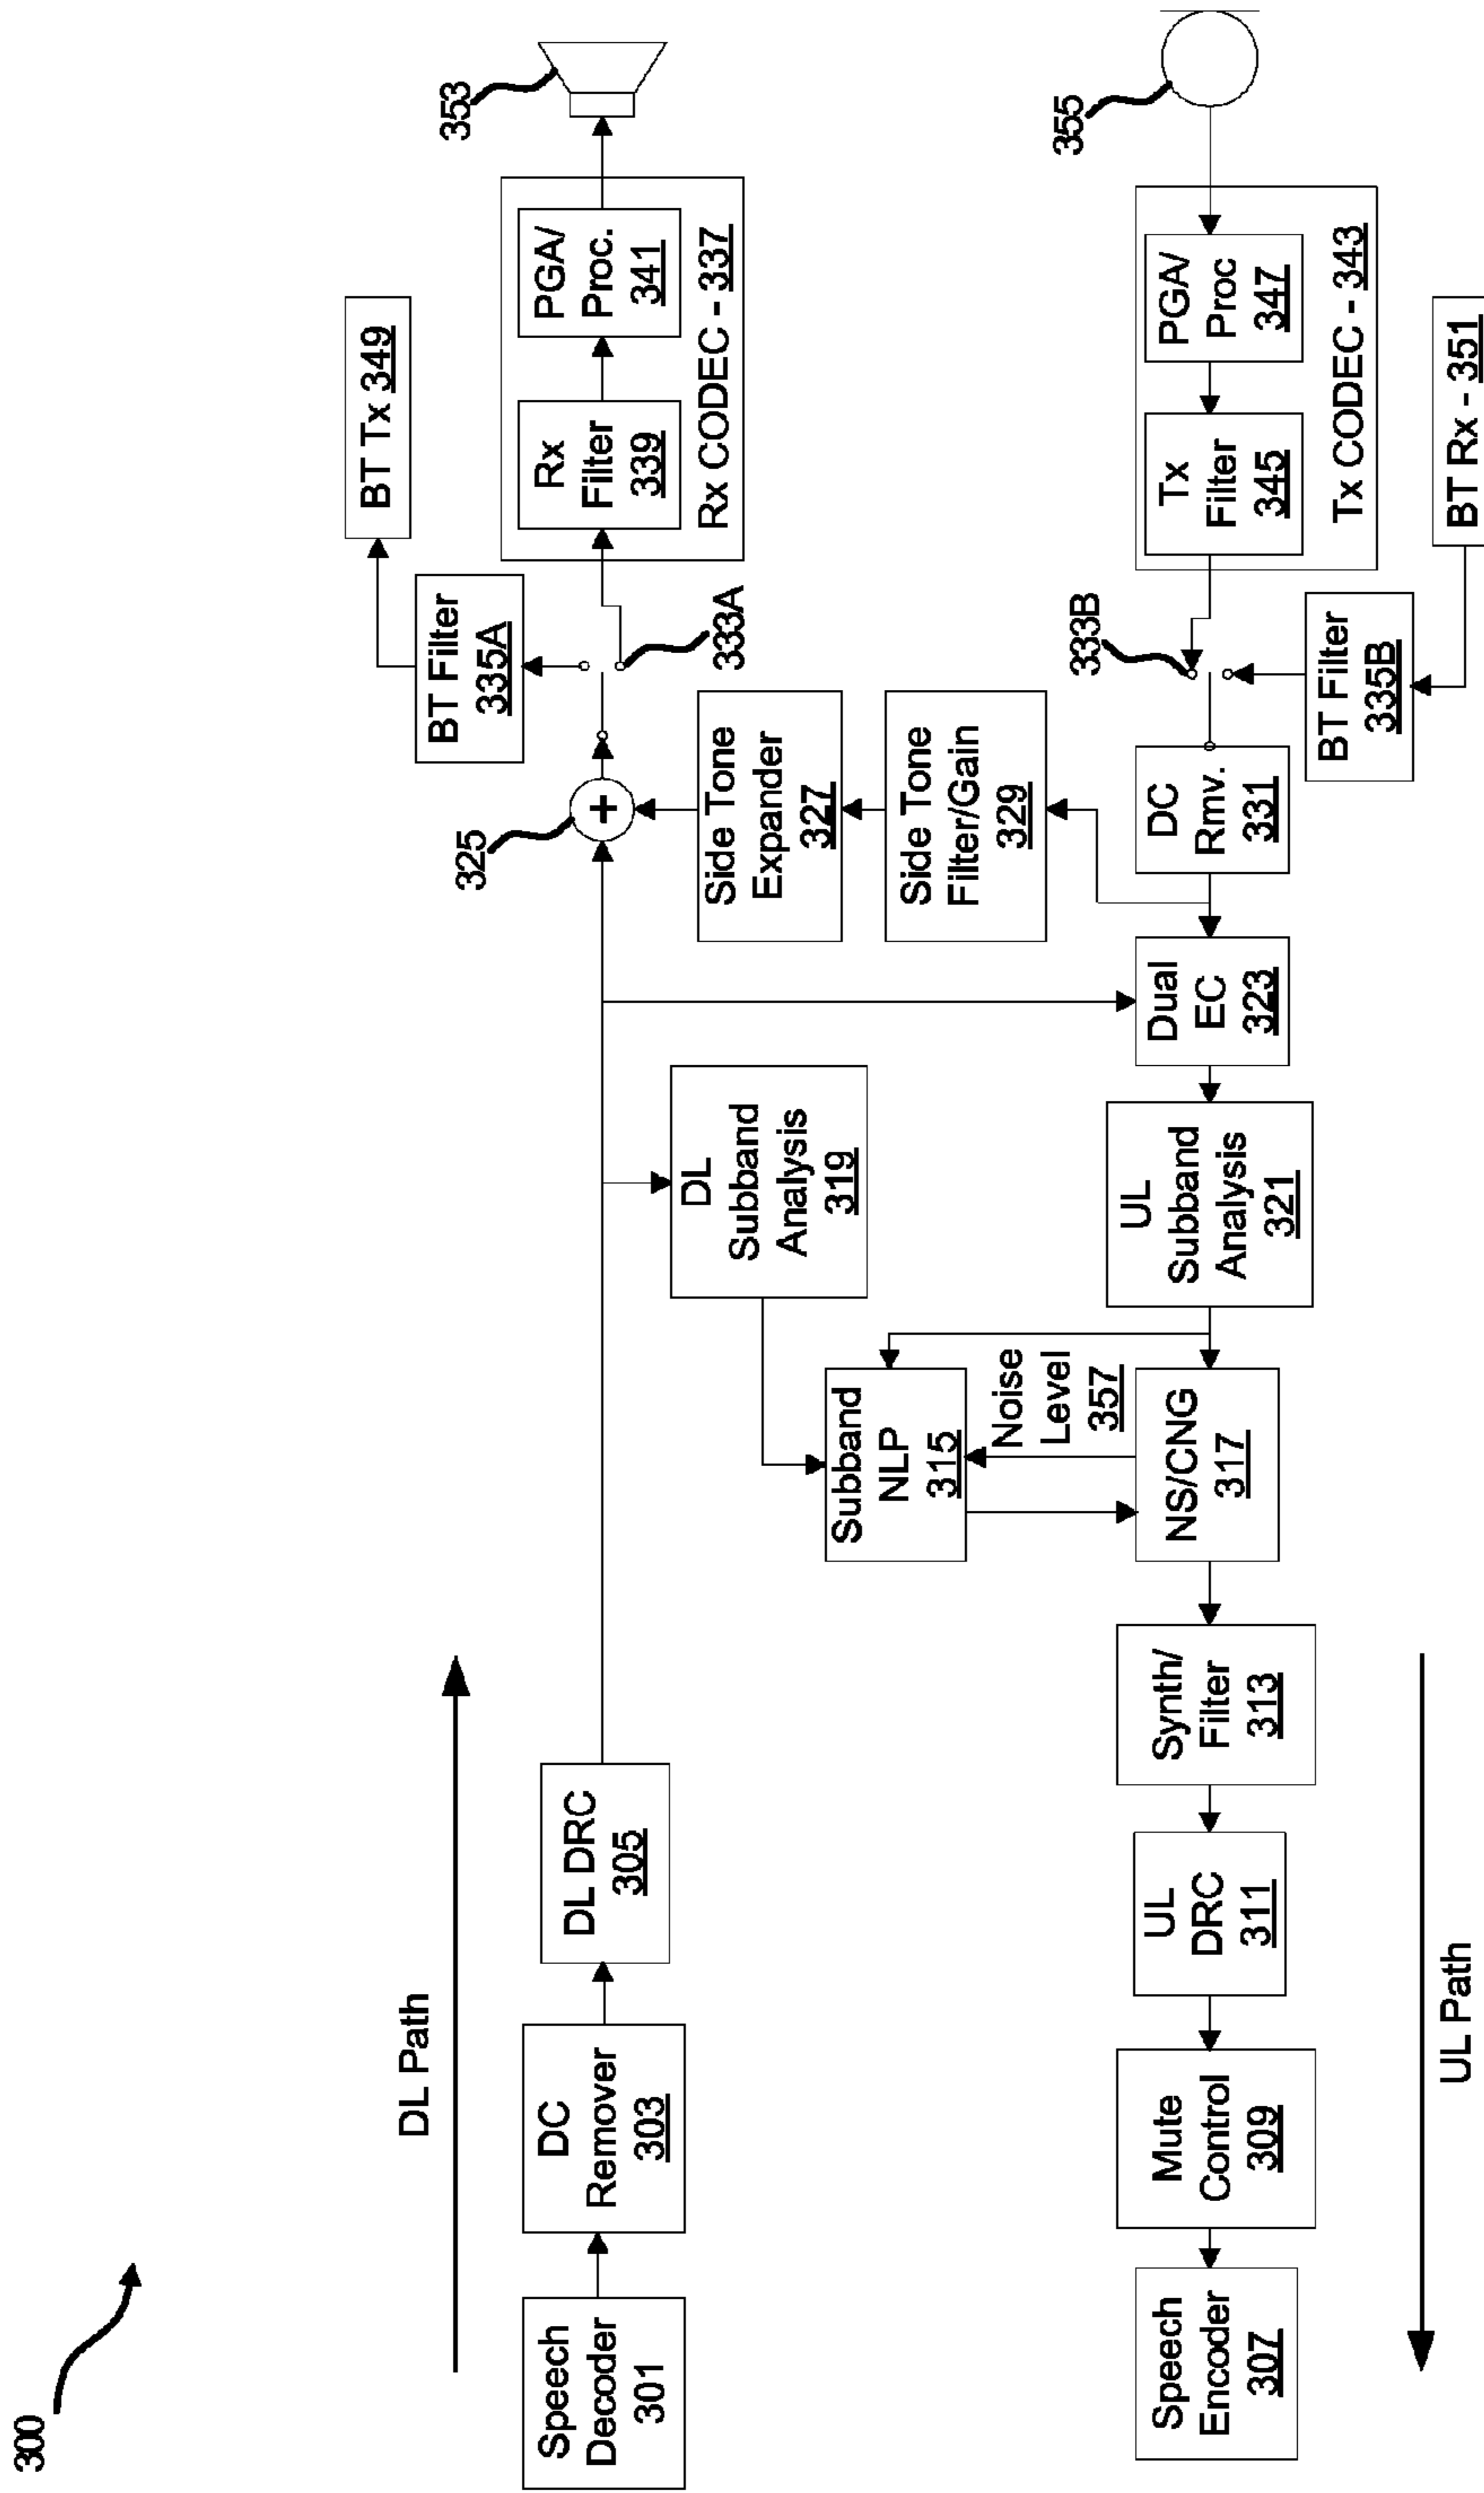 300
DL Path
Speech
Decoder
301
DC
Remover
303
DL DRC
305
325
BT Filter
335A
BT Tx 349
333A
Rx
Filter
339
PGA/
Proc.
341
Rx CODEC - 337
353
DL
Subband
Analysis
319
Side Tone
Expander
327
Side Tone
Filter/Gain
329
Subband
NLP
315
Noise
Level
357
Speech
Encoder
307
Mute
Control
309
UL
DRC
311
Synth/
Filter
313
NS/CNG
317
UL
Subband
Analysis
321
Dual
EC
323
DC
Rmv.
331
333B
BT Filter
335B
Tx
Filter
345
PGA/
Proc
347
Tx CODEC - 343
355
BT Rx - 351
UL Path